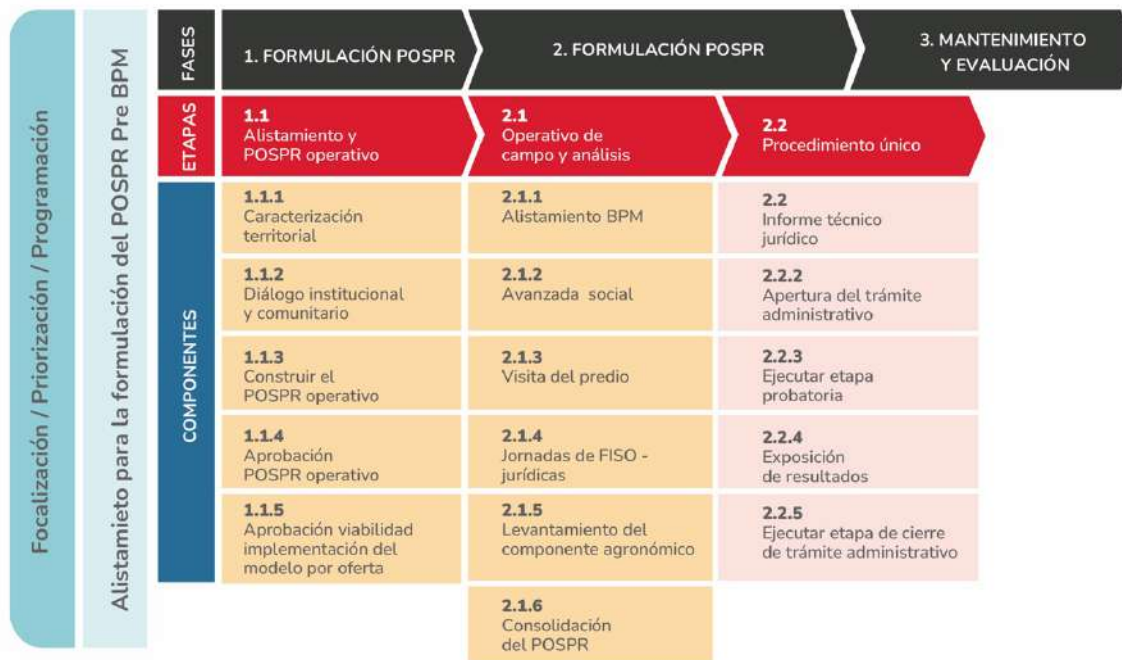 Focalización / Priorización / Programación
Alistamieto para la formulación del POSPR Pre BPM
FASES
1. FORMULACIÓN POSPR
2. FORMULACIÓN POSPR
3. MANTENIMIENTO
Y EVALUACIÓN
ETAPAS
1.1
Alistamiento y
POSPR operativo
2.1
Operativo de
campo y análisis
2.2
Procedimiento único
COMPONENTES
1.1.1
Caracterización
territorial
2.1.1
Alistamiento BPM
2.2
Informe técnico
jurídico
1.1.2
Diálogo institucional
y comunitario
2.1.2
Avanzada social
2.2.2
Apertura del trámite
administrativo
1.1.3
Construir el
POSPR operativo
2.1.3
Visita del predio
2.2.3
Ejecutar etapa
probatoria
1.1.4
Aprobación
POSPR operativo
2.1.4
Jornadas de FISO -
jurídicas
2.2.4
Exposición
de resultados
1.1.5
Aprobación viabilidad
implementación del
modelo por oferta
2.1.5
Levantamiento del
componente agronómico
2.2.5
Ejecutar etapa de cierre
de trámite administrativo
2.1.6
Consolidación
del POSPR